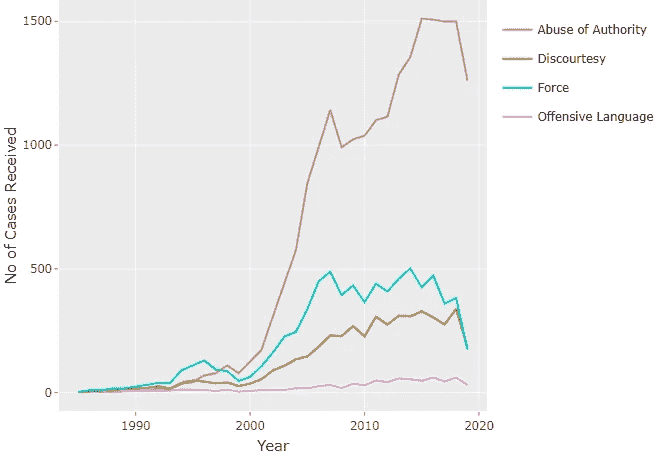 1500
1000
500
0
No of Cases Received
1990
2000
2010
2020
Year
Abuse of Authority
Discourtesy
Force
Offensive Language